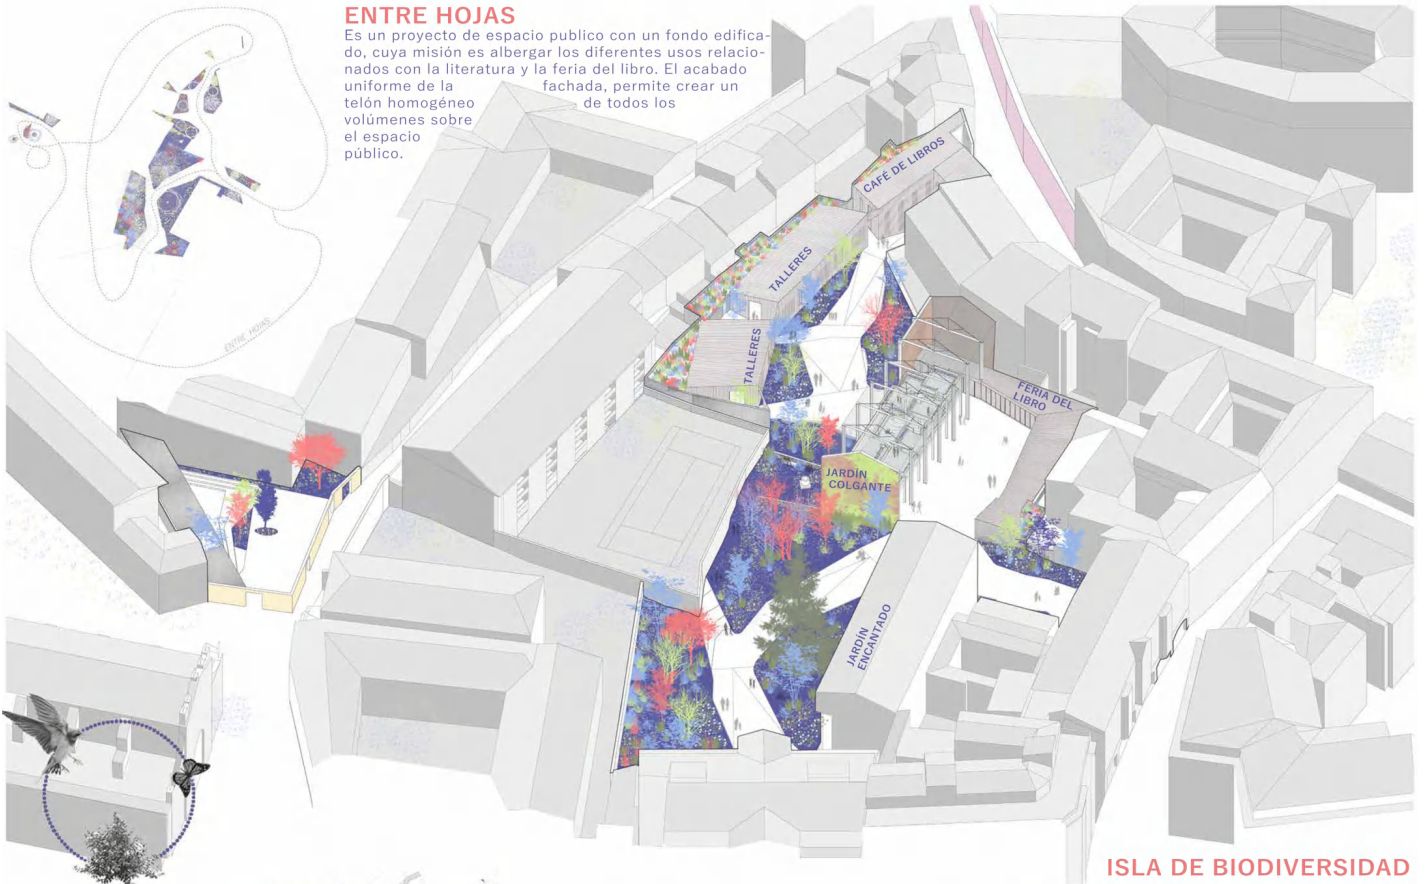 ENTRE HOJAS
Es un proyecto de espacio publico con un fondo edifica-
do, cuya misión es albergar los diferentes usos relacio-
nados con la literatura y la feria del libro. El acabado
uniforme de la fachada, permite crear un
telón homogéneo de todos los
volúmenes sobre
el espacio
público.
CAFÉ DE LIBROS
TALLERES
TALLERES
FERIA DEL
LIBRO
JARDÍN
COLGANTE
JARDÍN
ENCANTADO
ENTRE HOJAS
ISLA DE BIODIVERSIDAD